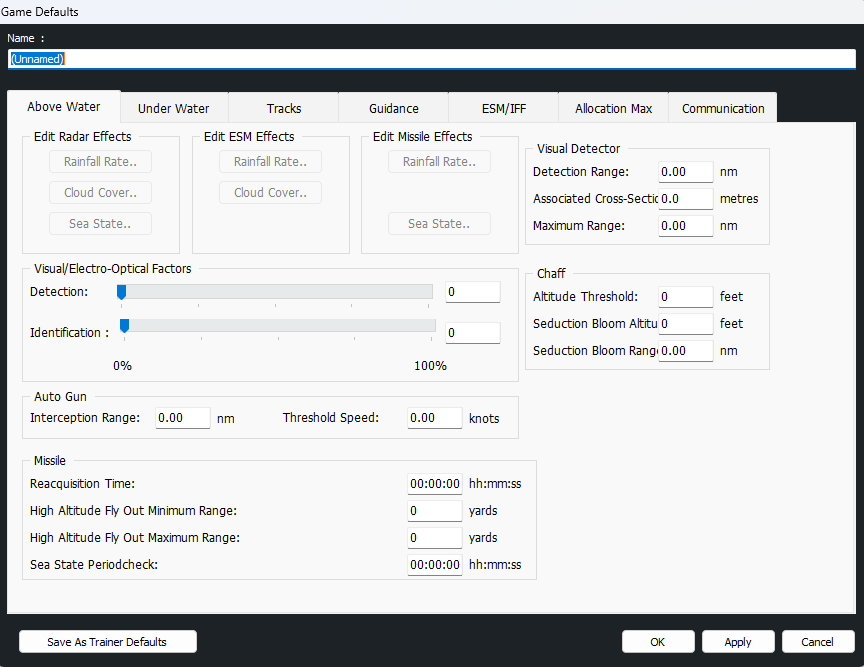 Game Defaults
Name :
(Unnamed)
Above Water
Under Water
Tracks
Guidance
ESM/IFF
Allocation Max
Communication
Edit Radar Effects
Rainfall Rate..
Cloud Cover..
Sea State..
Edit ESM Effects
Rainfall Rate..
Cloud Cover..
Edit Missile Effects
Rainfall Rate..
Sea State..
Visual Detector
Detection Range: 0.00 nm
Associated Cross-Sectic 0.0 metres
Maximum Range: 0.00 nm
Visual/Electro-Optical Factors
Detection: 0
Identification : 0
0% 100%
Chaff
Altitude Threshold: 0 feet
Seduction Bloom Altitu 0 feet
Seduction Bloom Range 0.00 nm
Auto Gun
Interception Range: 0.00 nm Threshold Speed: 0.00 knots
Missile
Reacquisition Time: 00:00:00 hh:mm:ss
High Altitude Fly Out Minimum Range: 0 yards
High Altitude Fly Out Maximum Range: 0 yards
Sea State Periodcheck: 00:00:00 hh:mm:ss
Save As Trainer Defaults
OK
Apply
Cancel